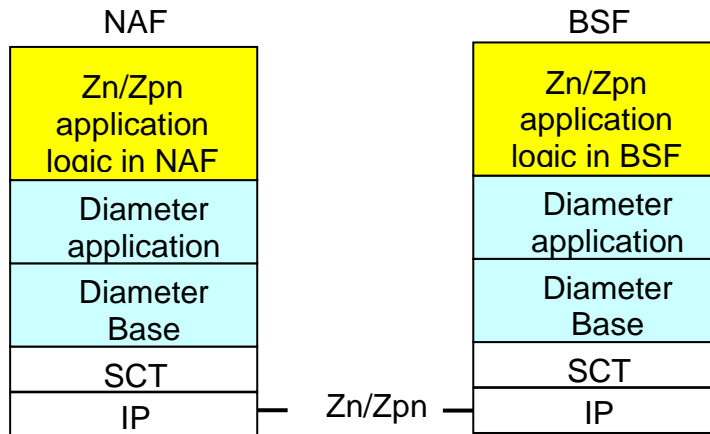 NAF
Zn/Zpn
application
logic in NAF
Diameter
application
Diameter
Base
SCT
IP
Zn/Zpn
BSF
Zn/Zpn
application
logic in BSF
Diameter
application
Diameter
Base
SCT
IP